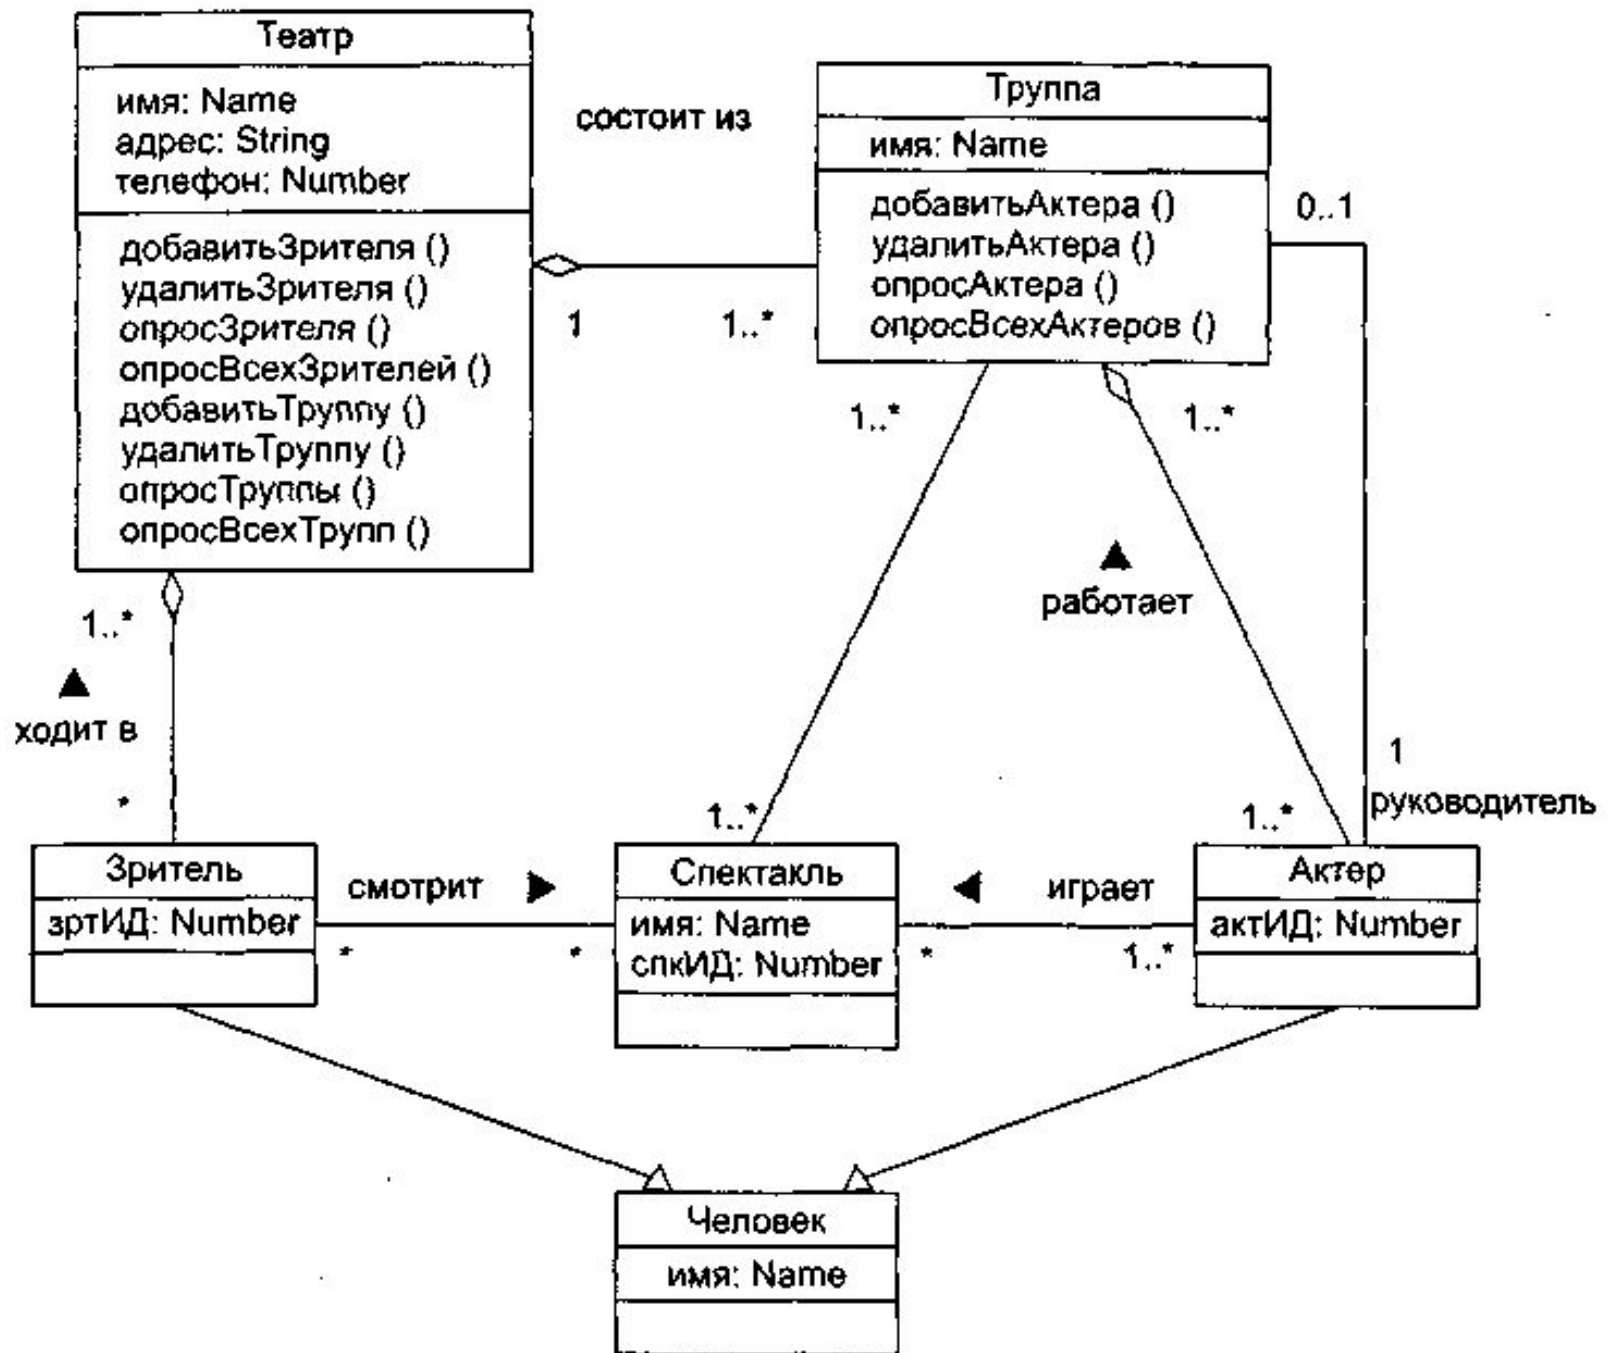 Театр
имя: Name
адрес: String
телефон: Number
добавитьЗрителя ()
удалитьЗрителя ()
опросЗрителя ()
опросВсехЗрителей ()
добавитьТруппу ()
удалитьТруппу ()
опросТруппы ()
опросВсехТрупп ()
состоит из
1
1..*
Труппа
имя: Name
добавитьАктера ()
удалитьАктера ()
опросАктера ()
опросВсехАктеров ()
0..1
1..*
1..*
работает
1..*
ходит в
*
1..*
1..*
1
руководитель
Зритель
зртИД: Number
смотрит
*
*
Спектакль
имя: Name
спкИД: Number
играет
*
1..*
Актер
актИД: Number
Человек
имя: Name